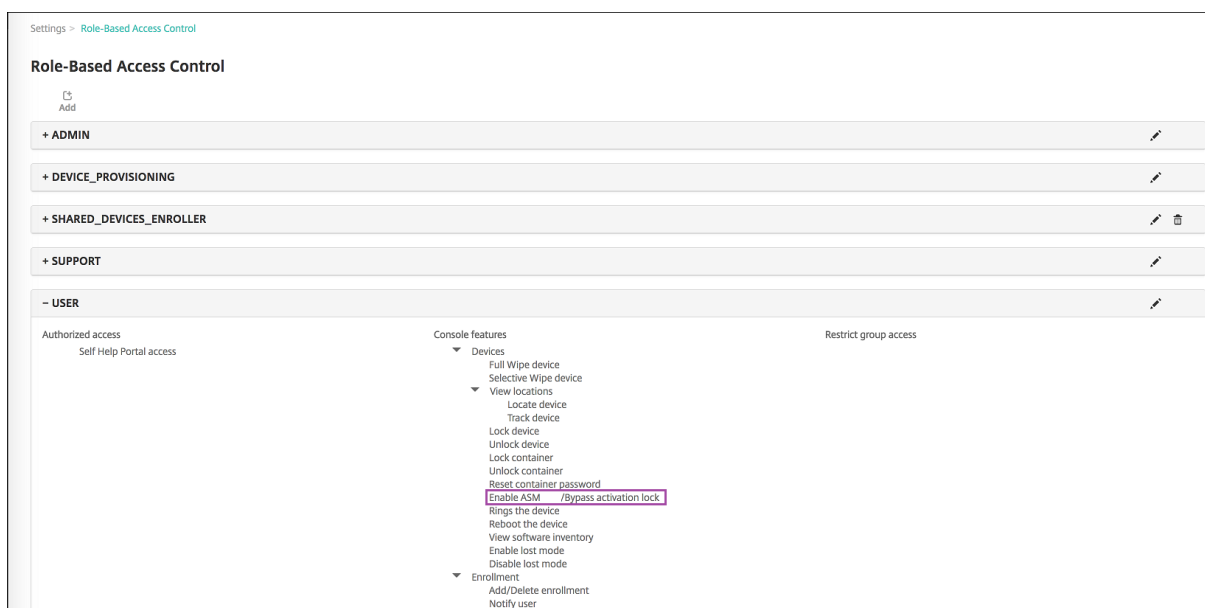 Settings > Role-Based Access Control
Role-Based Access Control
Add
+ ADMIN
+ DEVICE_PROVISIONING
+ SHARED_DEVICES_ENROLLER
+ SUPPORT
− USER
Authorized access
Self Help Portal access
Console features
Devices
Full Wipe device
Selective Wipe device
View locations
Locate device
Track device
Lock device
Unlock device
Lock container
Unlock container
Reset container password
Enable ASM /Bypass activation lock
Rings the device
Reboot the device
View software inventory
Enable lost mode
Disable lost mode
Enrollment
Add/Delete enrollment
Notify user
Restrict group access